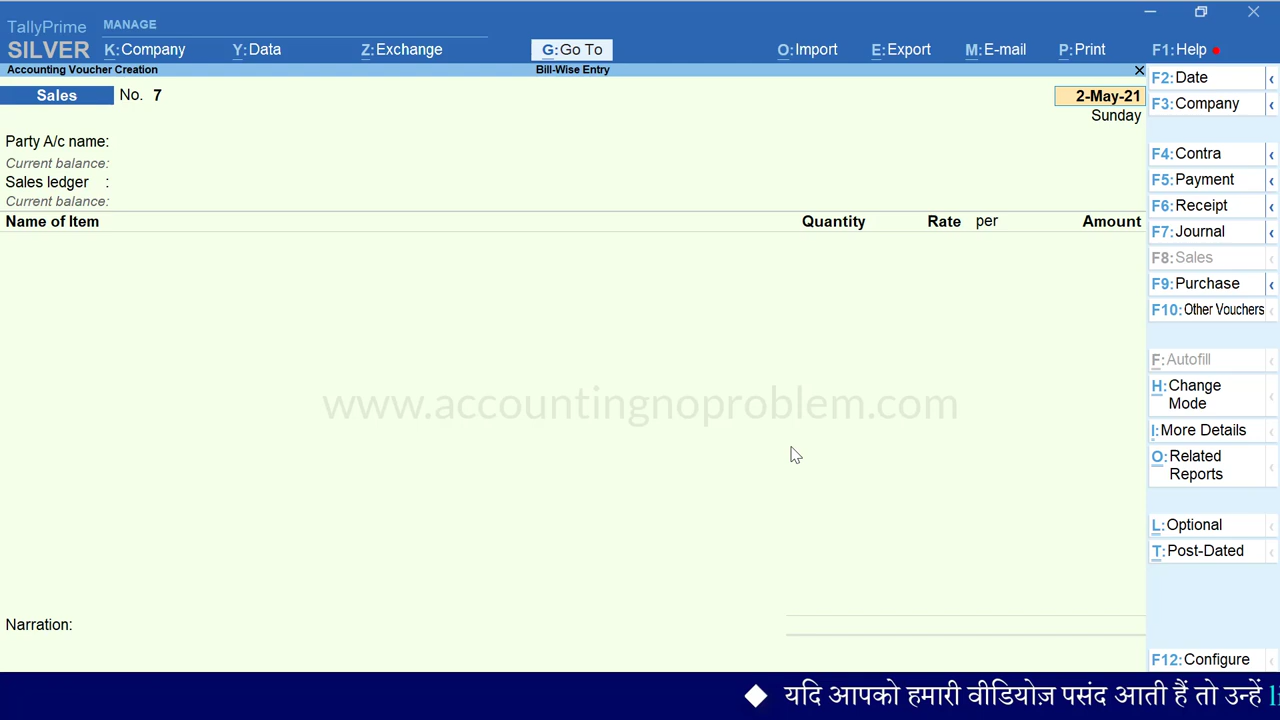 TallyPrime MANAGE
SILVER K:Company Y:Data Z:Exchange G:Go To O:Import E:Export M:E-mail P:Print F1:Help
Accounting Voucher Creation Bill-Wise Entry
Sales No. 7 2-May-21
Sunday
Party A/c name:
Current balance:
Sales ledger :
Current balance:
Name of Item Quantity Rate per Amount
www.accountingnoproblem.com
Narration:
F2:Date
F3:Company
F4:Contra
F5:Payment
F6:Receipt
F7:Journal
F8:Sales
F9:Purchase
F10:Other Vouchers
F:Autofill
H:Change
Mode
I:More Details
O:Related
Reports
L:Optional
T:Post-Dated
F12:Configure
◆ यदि आपको हमारी वीडियोज़ पसंद आती हैं तो उन्हें